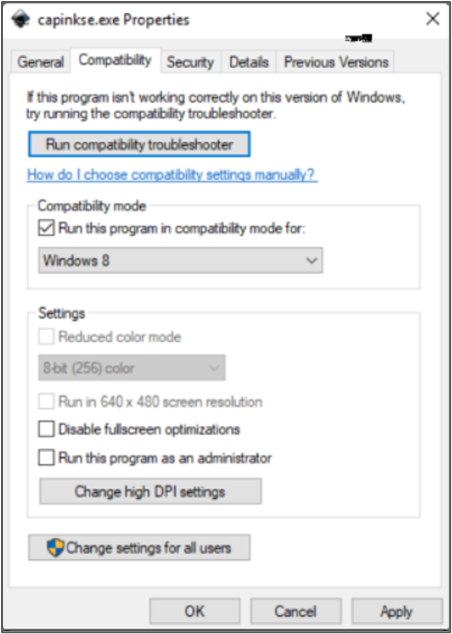 capinkse.exe Properties
General Compatibility Security Details Previous Versions
If this program isn't working correctly on this version of Windows,
try running the compatibility troubleshooter.
Run compatibility troubleshooter
How do I choose compatibility settings manually?
Compatibility mode
Run this program in compatibility mode for:
Windows 8
Settings
Reduced color mode
8-bit (256) color
Run in 640 x 480 screen resolution
Disable fullscreen optimizations
Run this program as an administrator
Change high DPI settings
Change settings for all users
OK Cancel Apply